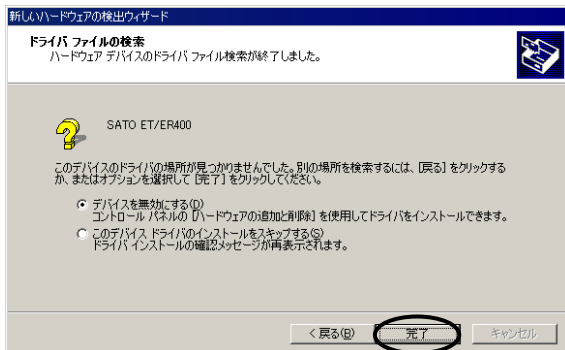 新しいハードウェアの検出ウィザード
ドライバ ファイルの検索
ハードウェア デバイスのドライバ ファイル検索が終了しました。
SATO ET/ER400
このデバイスのドライバの場所が見つかりませんでした。別の場所を検索するには、[戻る] をクリックする
か、またはオプションを選択して [完了] をクリックしてください。
デバイスを無効にする(D)
コントロール パネルの [ハードウェアの追加と削除] を使用してドライバをインストールできます。
このデバイス ドライバのインストールをスキップする(S)
ドライバ インストールの確認メッセージが再表示されます。
< 戻る(B)
完了
キャンセル